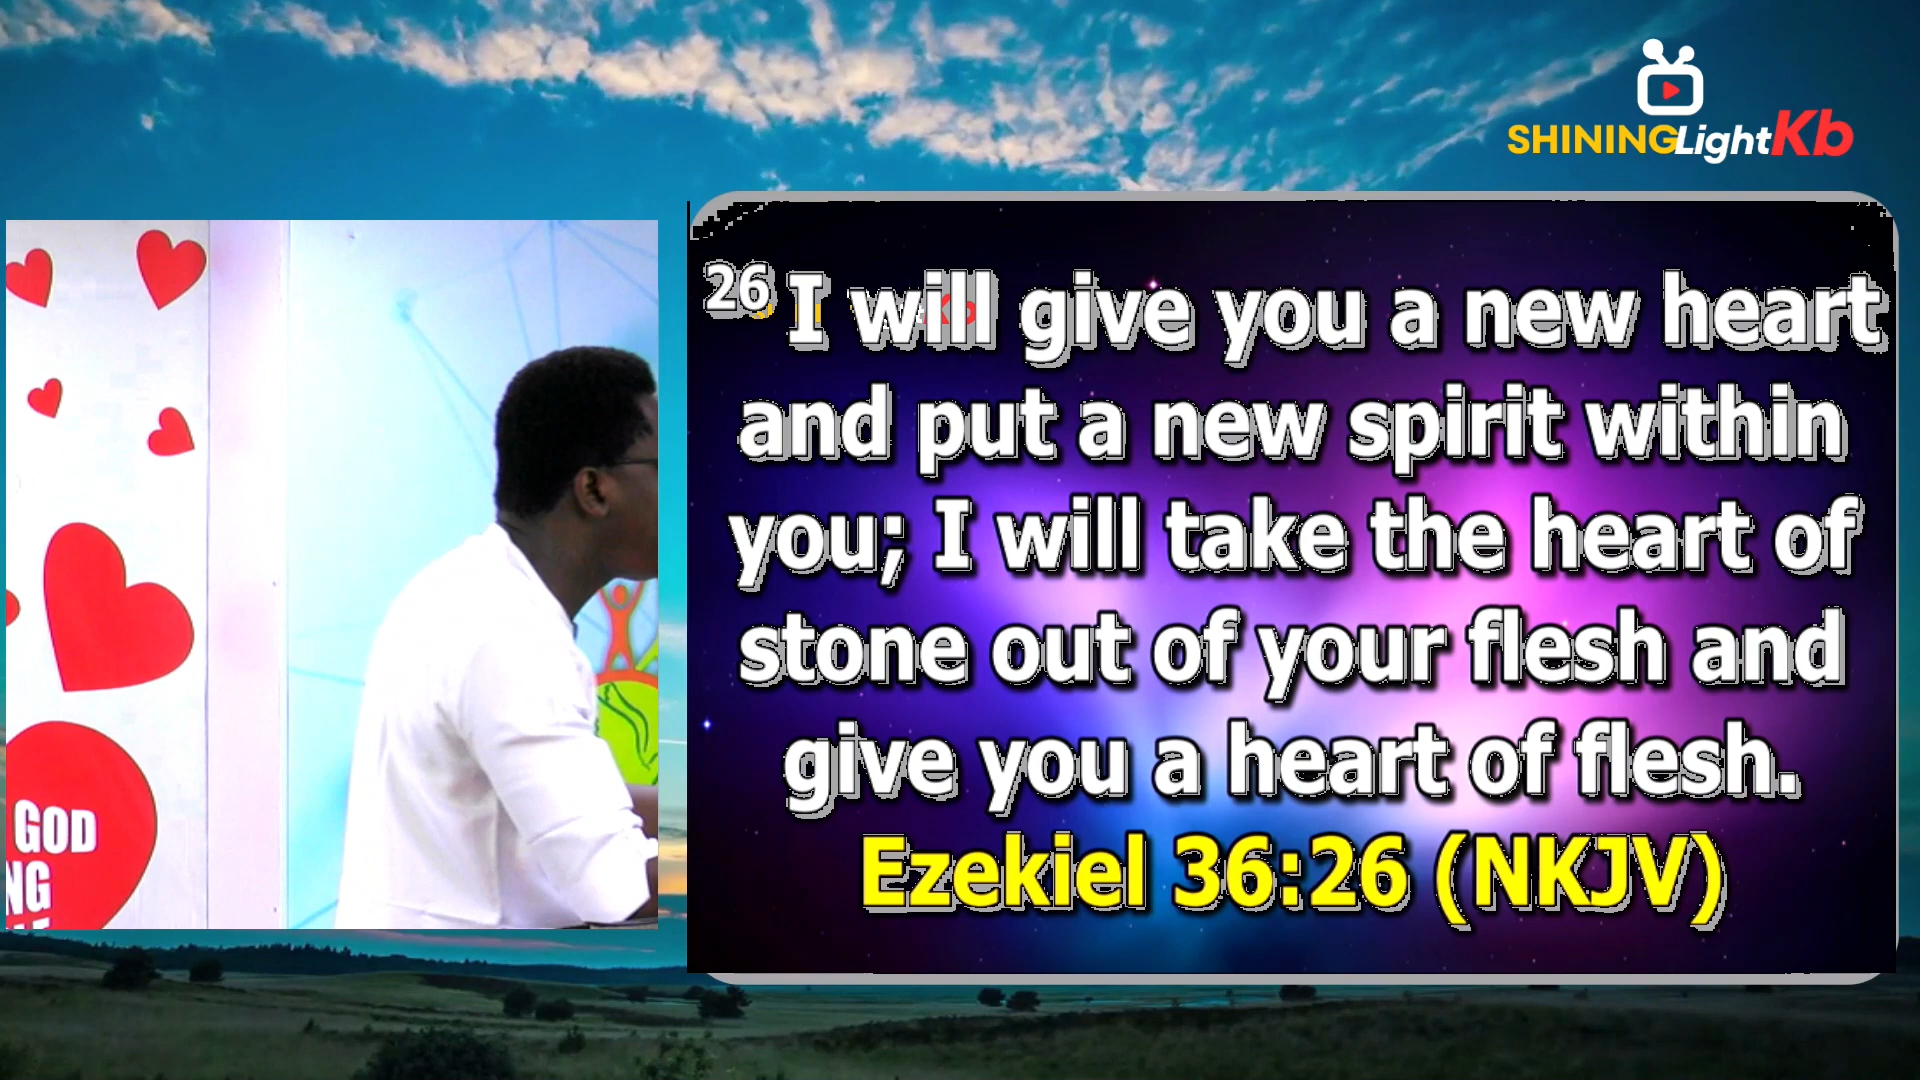 SHININGLightKb
26 I will give you a new heart
and put a new spirit within
you; I will take the heart of
stone out of your flesh and
give you a heart of flesh.
Ezekiel 36:26 (NKJV)
GOD
NG